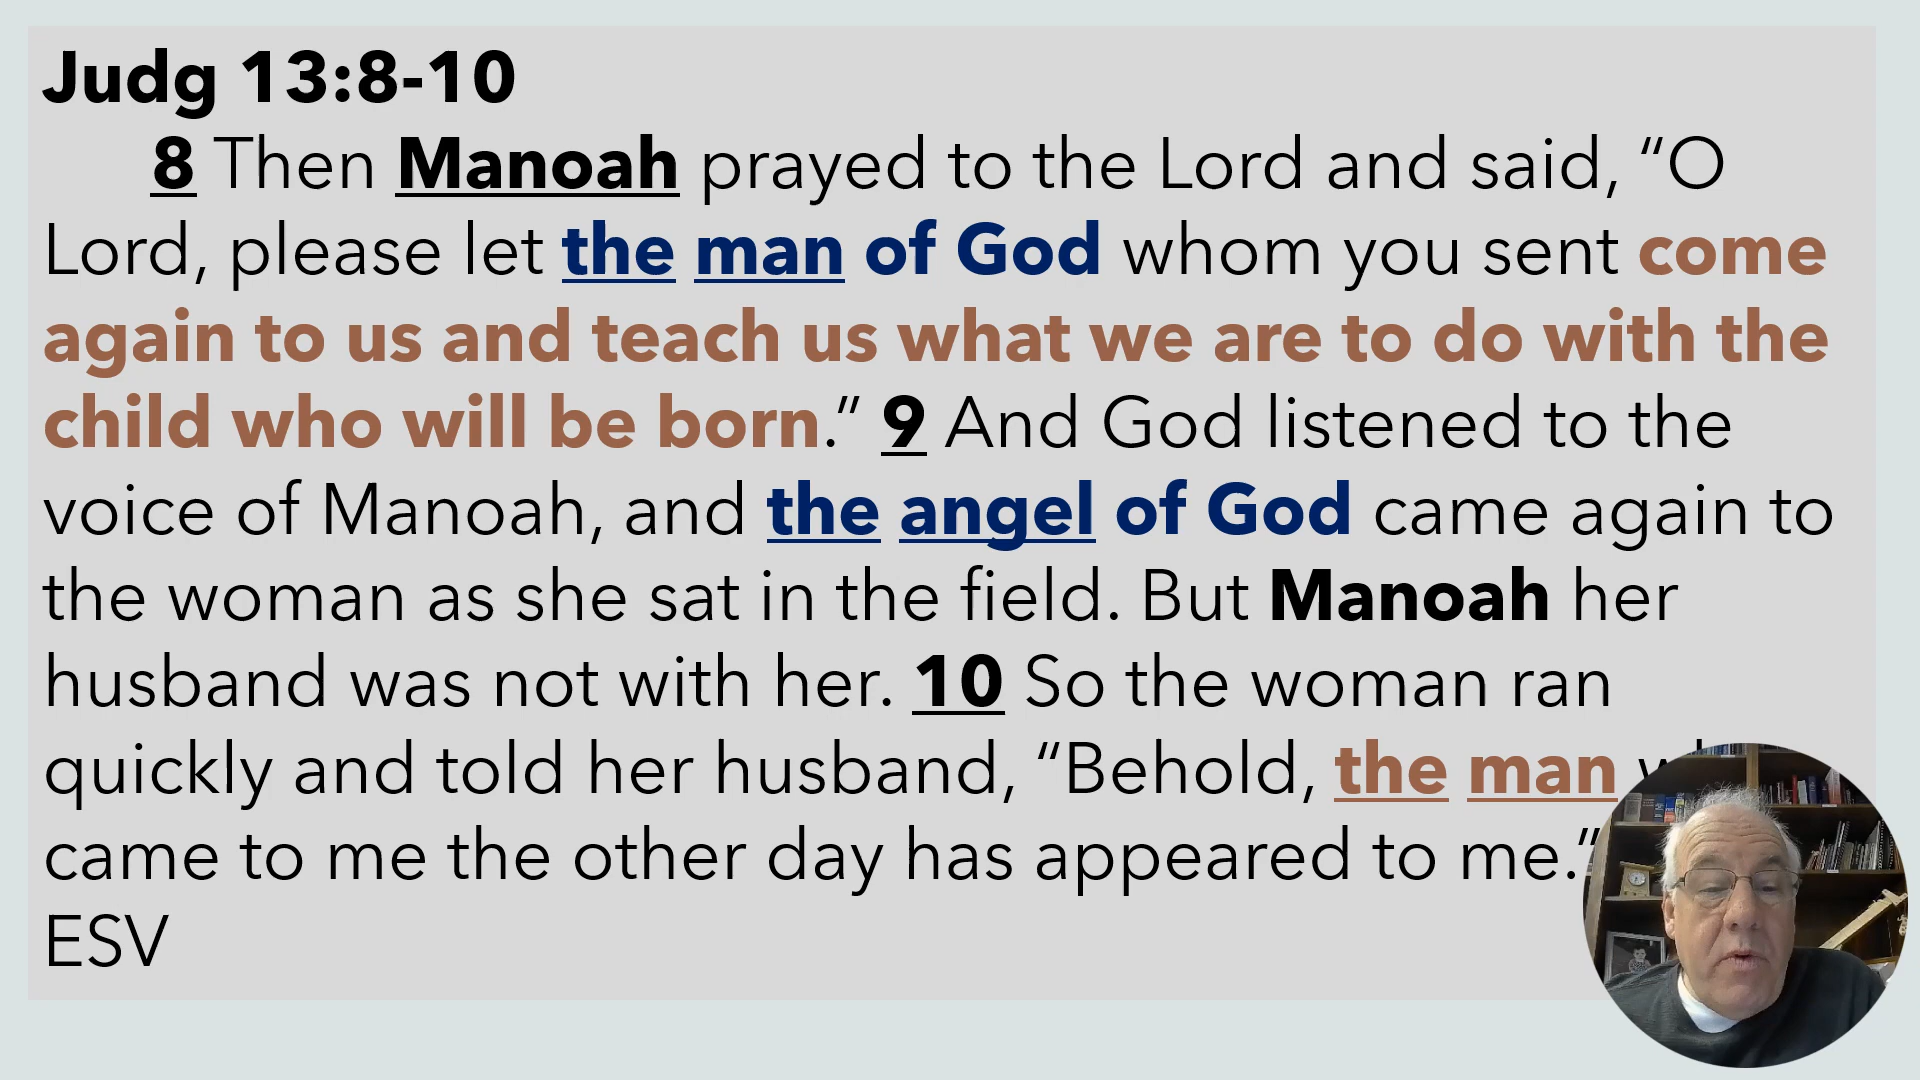 Judg 13:8-10
8 Then Manoah prayed to the Lord and said, “O
Lord, please let the man of God whom you sent come
again to us and teach us what we are to do with the
child who will be born.” 9 And God listened to the
voice of Manoah, and the angel of God came again to
the woman as she sat in the field. But Manoah her
husband was not with her. 10 So the woman ran
quickly and told her husband, “Behold, the man
came to me the other day has appeared to me.”
ESV